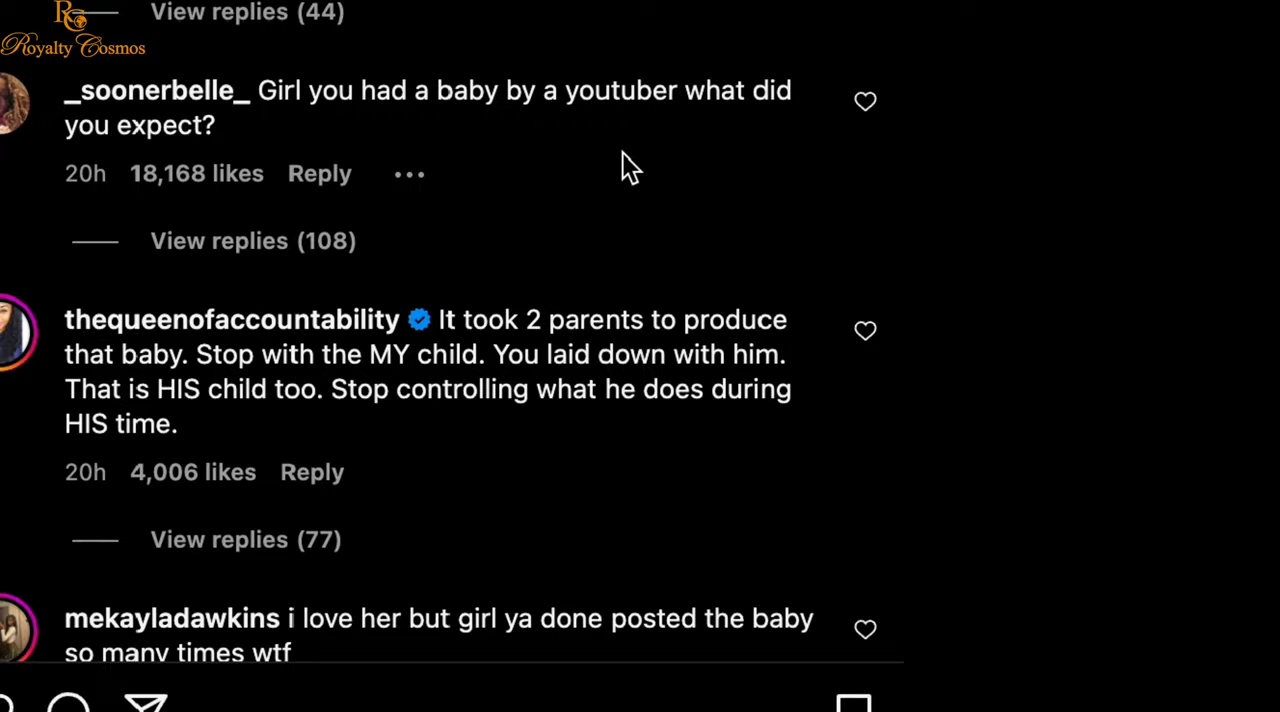 View replies (44)
RC
Royalty Cosmos
_soonerbelle_ Girl you had a baby by a youtuber what did
you expect?
20h 18,168 likes Reply ...
View replies (108)
thequeenofaccountability It took 2 parents to produce
that baby. Stop with the MY child. You laid down with him.
That is HIS child too. Stop controlling what he does during
HIS time.
20h 4,006 likes Reply
View replies (77)
mekayladawkins i love her but girl ya done posted the baby
so many times wtf